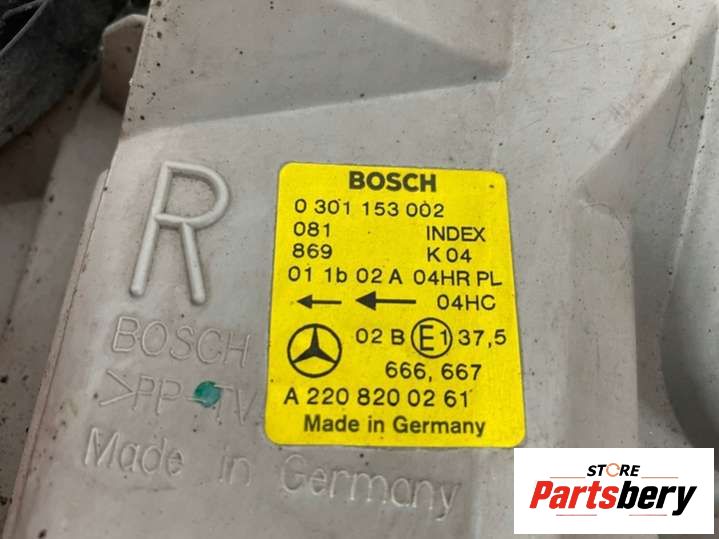 R
BOSCH
>PP-TV
Made in Germany
BOSCH
0 301 153 002
081 INDEX
869 K 04
01 1b 02 A 04HR PL
04HC
02 B E1 37,5
666, 667
A 220 820 02 61
Made in Germany
STORE
Partsbery